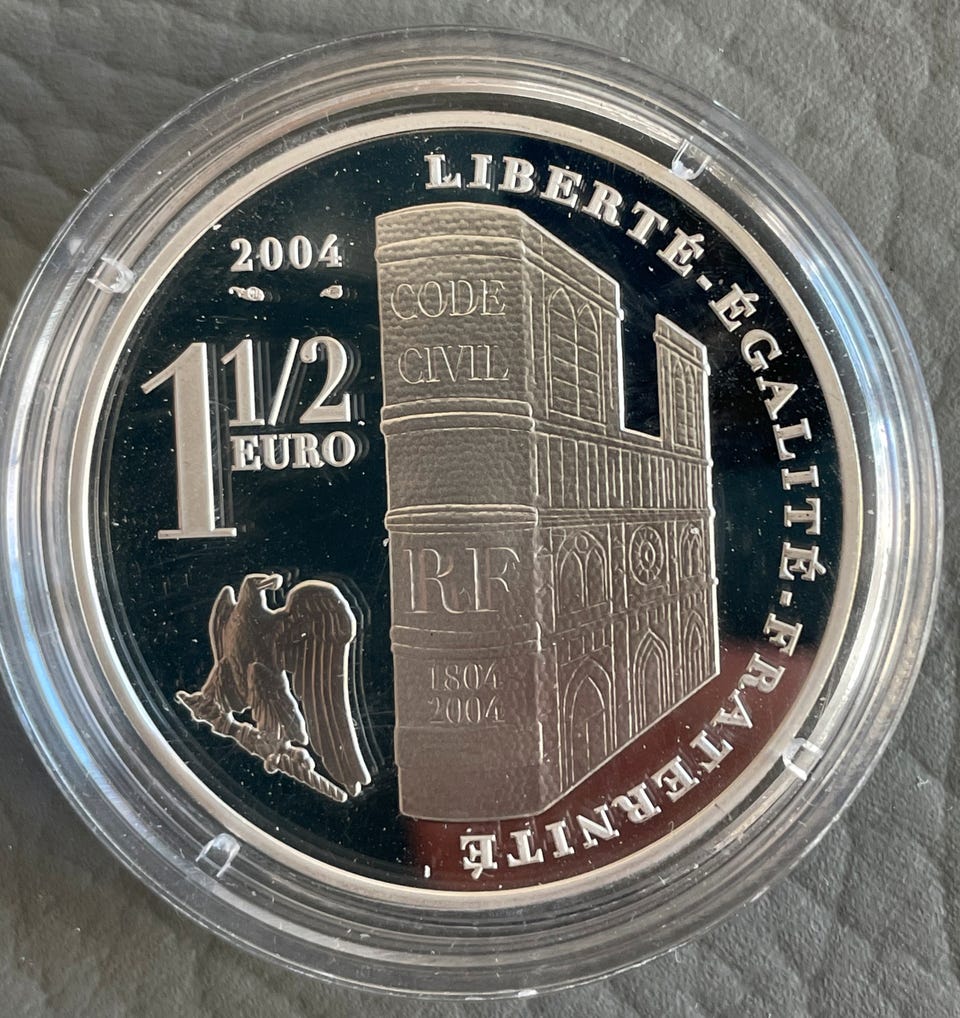 2004
1 1/2
EURO
CODE
CIVIL
RF
1804
2004
LIBERTÉ-ÉGALITÉ-FRATERNITÉ